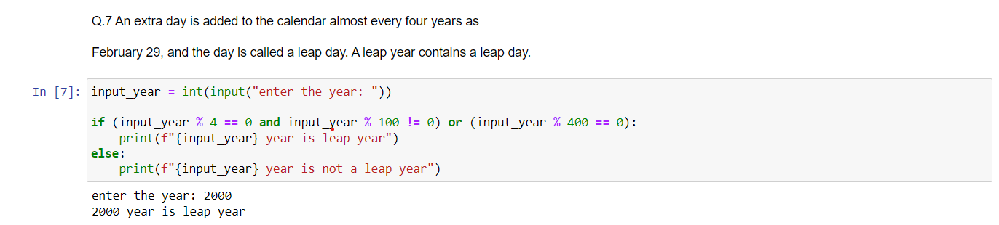 Q.7 An extra day is added to the calendar almost every four years as
February 29, and the day is called a leap day. A leap year contains a leap day.
In [7]: input_year = int(input("enter the year: "))
if (input_year % 4 == 0 and input_year % 100 != 0) or (input_year % 400 == 0):
    print(f"{input_year} year is leap year")
else:
    print(f"{input_year} year is not a leap year")
enter the year: 2000
2000 year is leap year